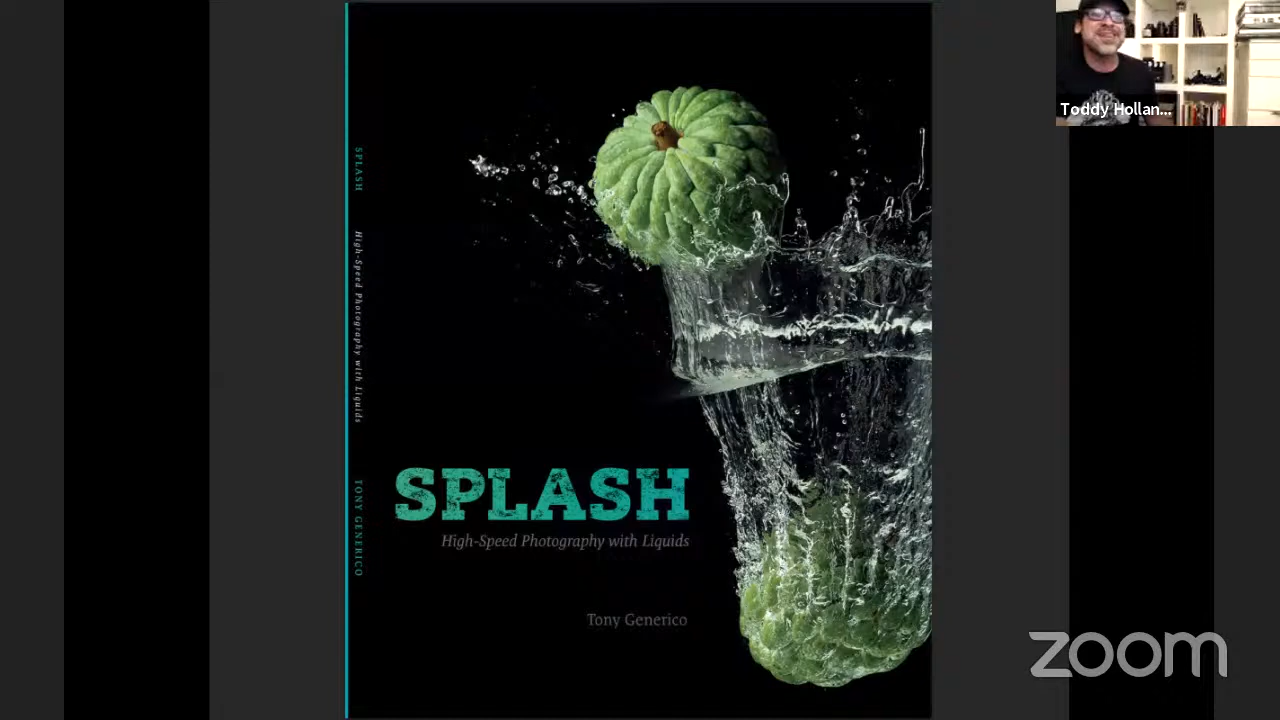 Toddy Hollan...
SPLASH
High-Speed Photography with Liquids
TONY GENERICO
SPLASH
High-Speed Photography with Liquids
Tony Generico
zoom